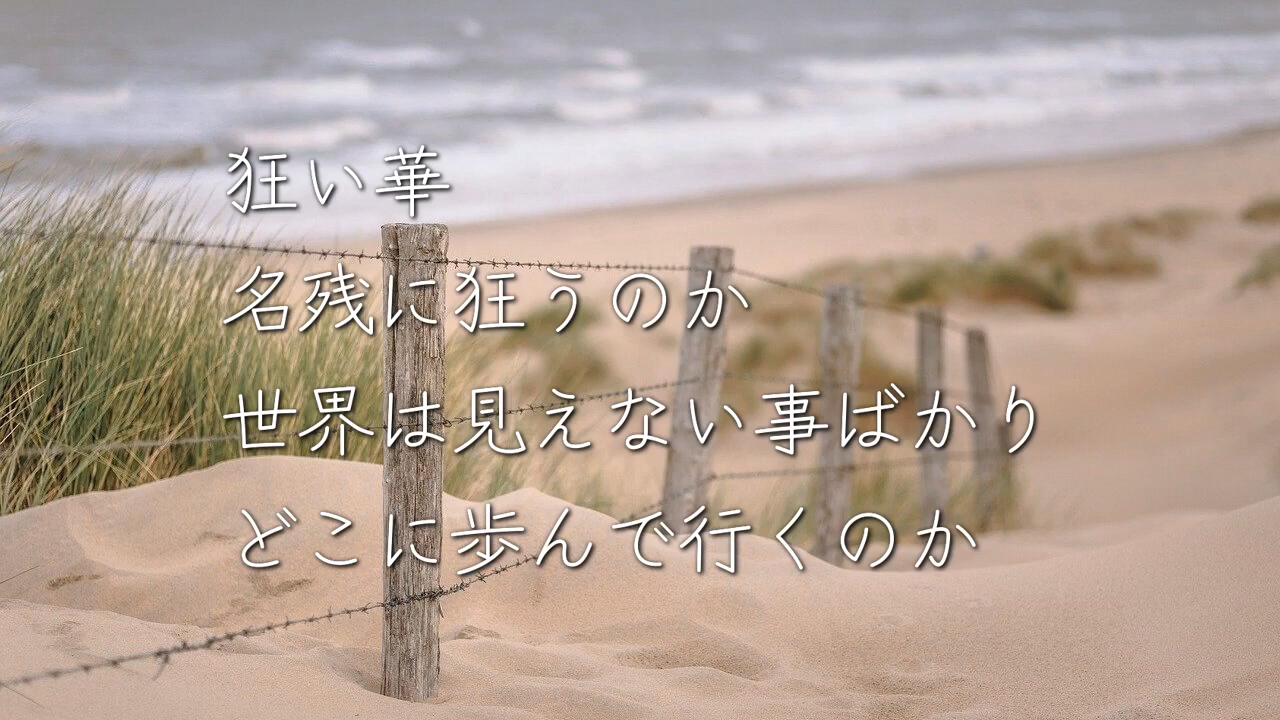 狂い華
名残に狂うのか
世界は見えない事ばかり
どこに歩んで行くのか